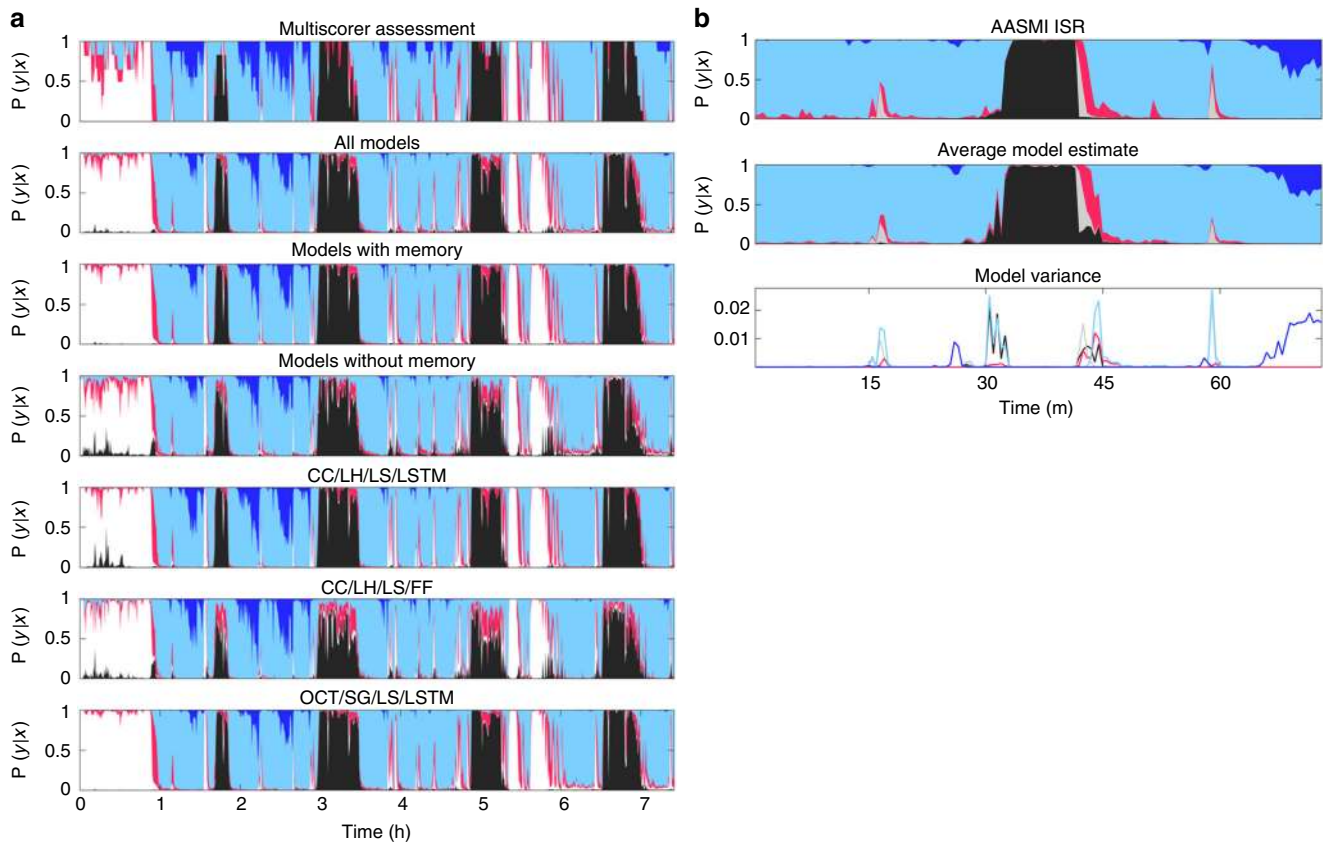 a
Multiscorer assessment
P (y|x)
1
0.5
0
All models
P (y|x)
1
0.5
0
Models with memory
P (y|x)
1
0.5
0
Models without memory
P (y|x)
1
0.5
0
CC/LH/LS/LSTM
P (y|x)
1
0.5
0
CC/LH/LS/FF
P (y|x)
1
0.5
0
OCT/SG/LS/LSTM
P (y|x)
1
0.5
0
0 1 2 3 4 5 6 7
Time (h)
b
AASMI ISR
P (y|x)
1
0.5
0
Average model estimate
P (y|x)
1
0.5
0
Model variance
0.02
0.01
15 30 45 60
Time (m)